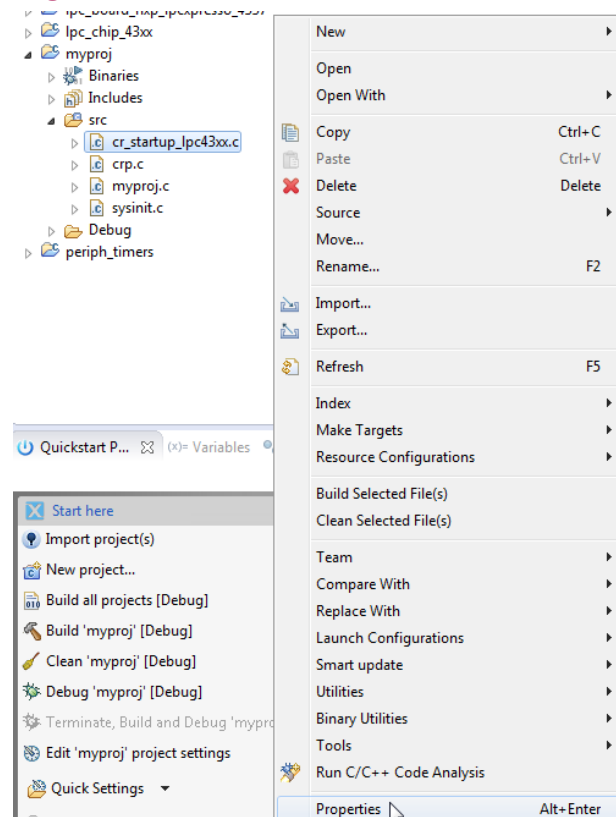 lpc_board_nxp_lpcxpresso_4337
lpc_chip_43xx
myproj
Binaries
Includes
src
cr_startup_lpc43xx.c
crp.c
myproj.c
sysinit.c
Debug
periph_timers
Quickstart P...
(x)= Variables
Start here
Import project(s)
New project...
Build all projects [Debug]
Build 'myproj' [Debug]
Clean 'myproj' [Debug]
Debug 'myproj' [Debug]
Terminate, Build and Debug 'mypro
Edit 'myproj' project settings
Quick Settings
New
Open
Open With
Copy Ctrl+C
Paste Ctrl+V
Delete Delete
Source
Move...
Rename... F2
Import...
Export...
Refresh F5
Index
Make Targets
Resource Configurations
Build Selected File(s)
Clean Selected File(s)
Team
Compare With
Replace With
Launch Configurations
Smart update
Utilities
Binary Utilities
Tools
Run C/C++ Code Analysis
Properties Alt+Enter